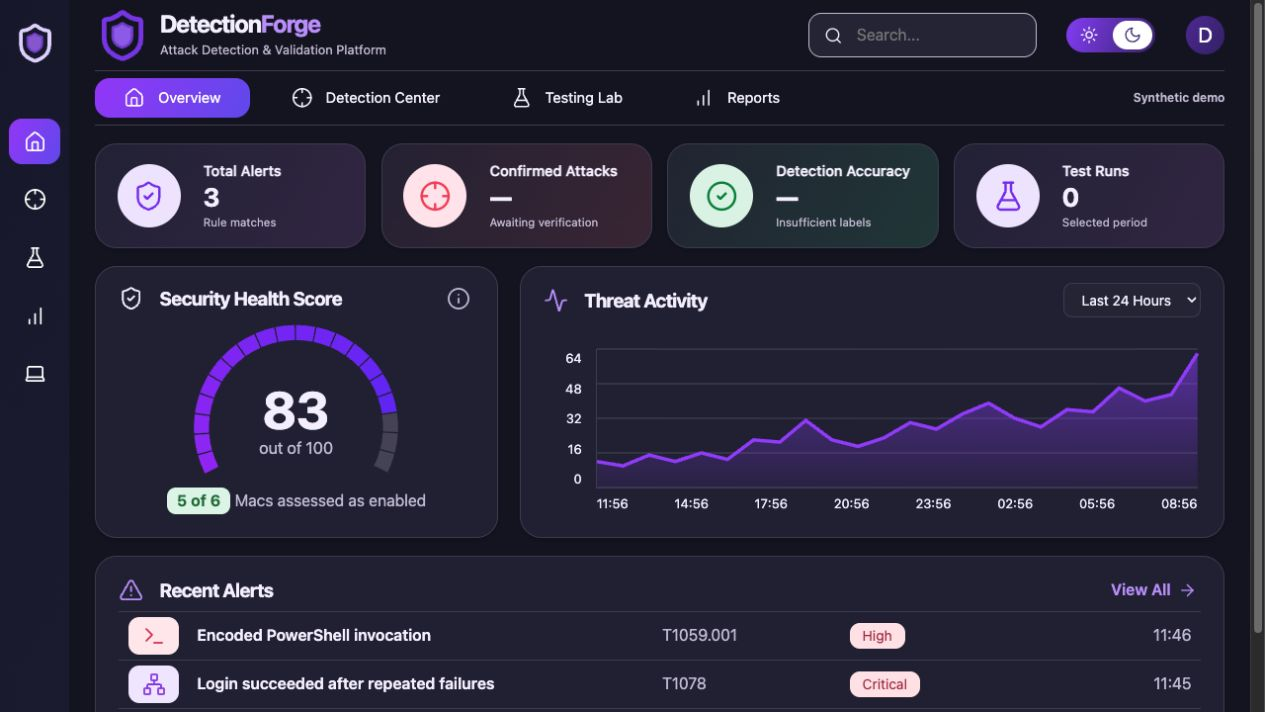 DetectionForge
Attack Detection & Validation Platform
Search...
D
Overview
Detection Center
Testing Lab
Reports
Synthetic demo
Total Alerts
3
Rule matches
Confirmed Attacks
—
Awaiting verification
Detection Accuracy
—
Insufficient labels
Test Runs
0
Selected period
Security Health Score
83
out of 100
5 of 6 Macs assessed as enabled
Threat Activity
Last 24 Hours
64
48
32
16
0
11:56 14:56 17:56 20:56 23:56 02:56 05:56 08:56
Recent Alerts
View All →
Encoded PowerShell invocation T1059.001 High 11:46
Login succeeded after repeated failures T1078 Critical 11:45